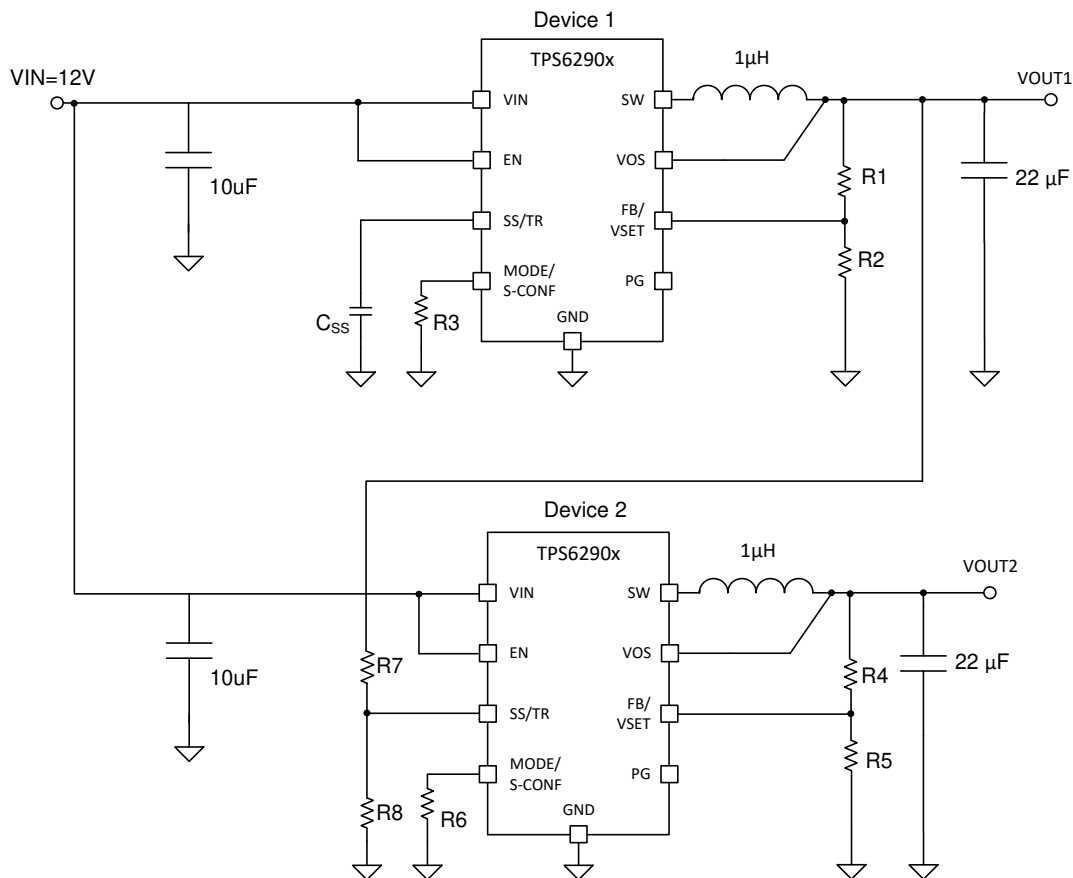 Device 1
TPS6290x
VIN=12V
1µH
VOUT1
VIN
SW
EN
VOS
10uF
R1
22 µF
SS/TR
FB/
VSET
R2
MODE/
S-CONF
PG
CSS
R3
GND
Device 2
TPS6290x
1µH
VOUT2
VIN
SW
EN
VOS
10uF
R7
R4
22 µF
SS/TR
FB/
VSET
R5
MODE/
S-CONF
PG
R8
R6
GND